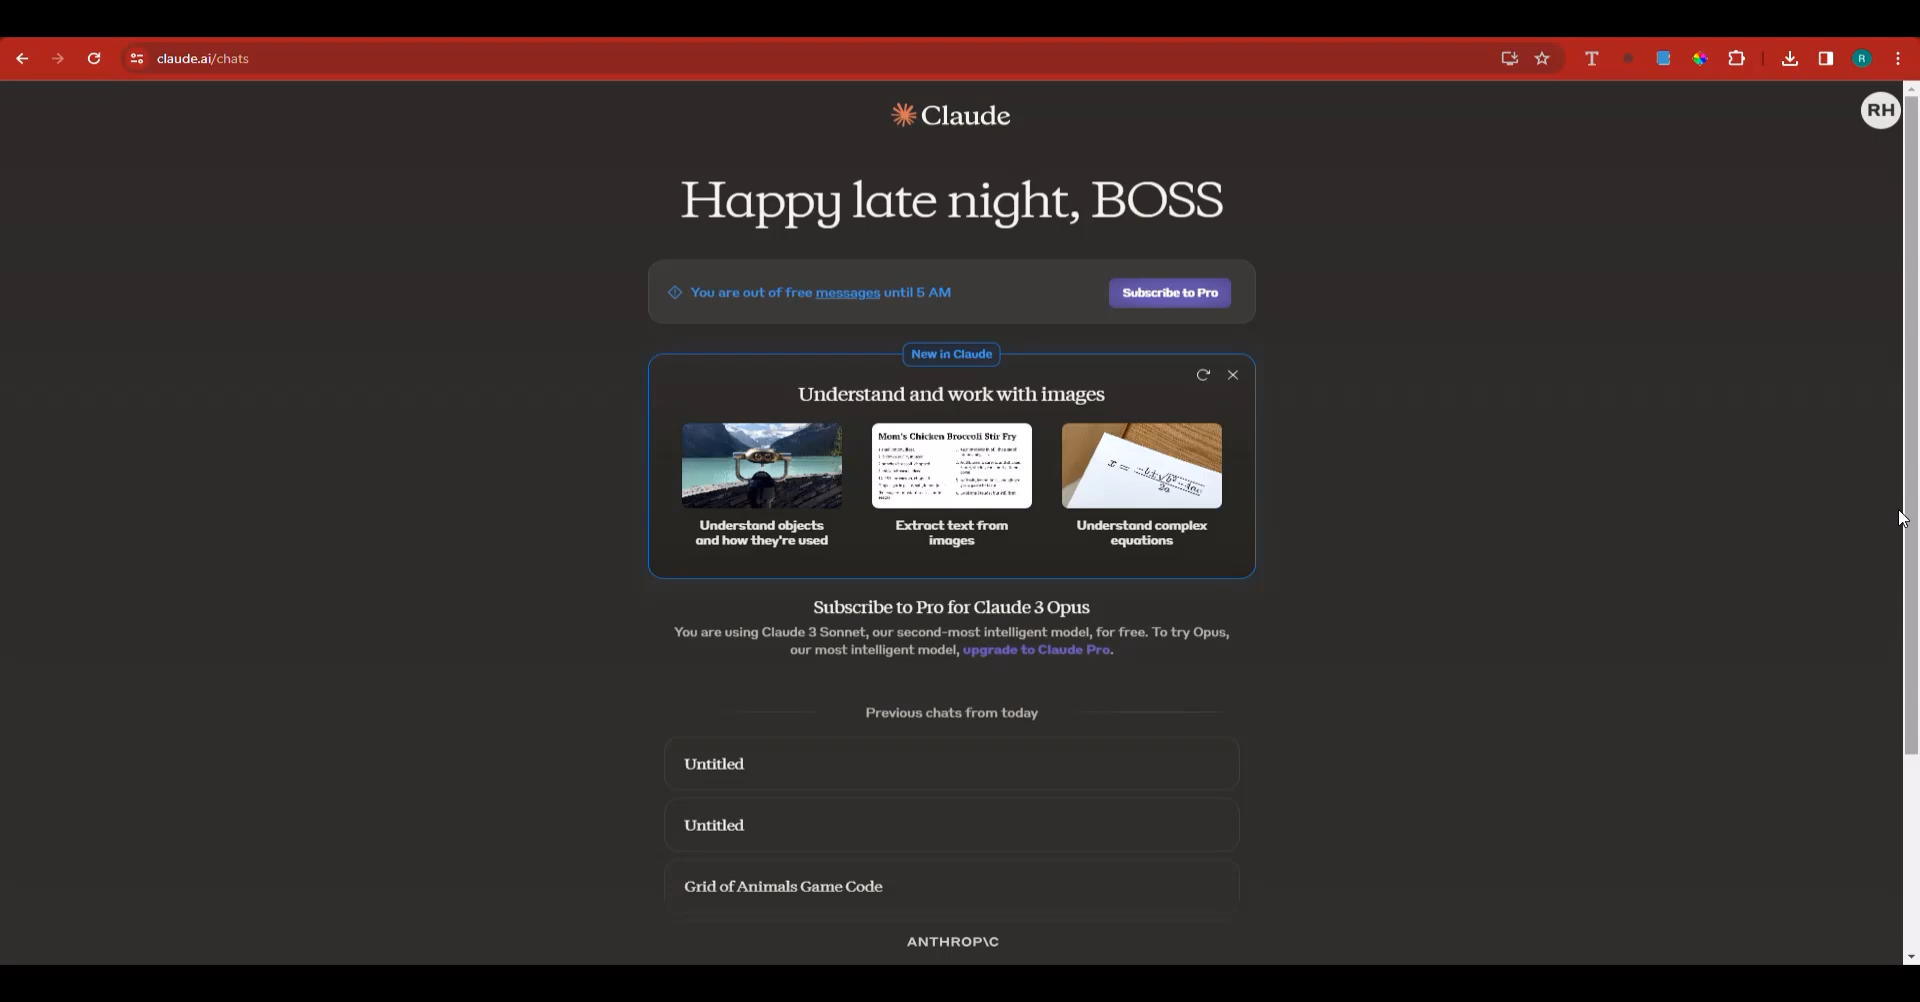 claude.ai/chats
T
R
Claude
RH
Happy late night, BOSS
You are out of free messages until 5 AM
Subscribe to Pro
New in Claude
Understand and work with images
Mom's Chicken Broccoli Stir Fry
Understand objects
and how they're used
Extract text from
images
Understand complex
equations
Subscribe to Pro for Claude 3 Opus
You are using Claude 3 Sonnet, our second-most intelligent model, for free. To try Opus,
our most intelligent model, upgrade to Claude Pro.
Previous chats from today
Untitled
Untitled
Grid of Animals Game Code
ANTHROP\C